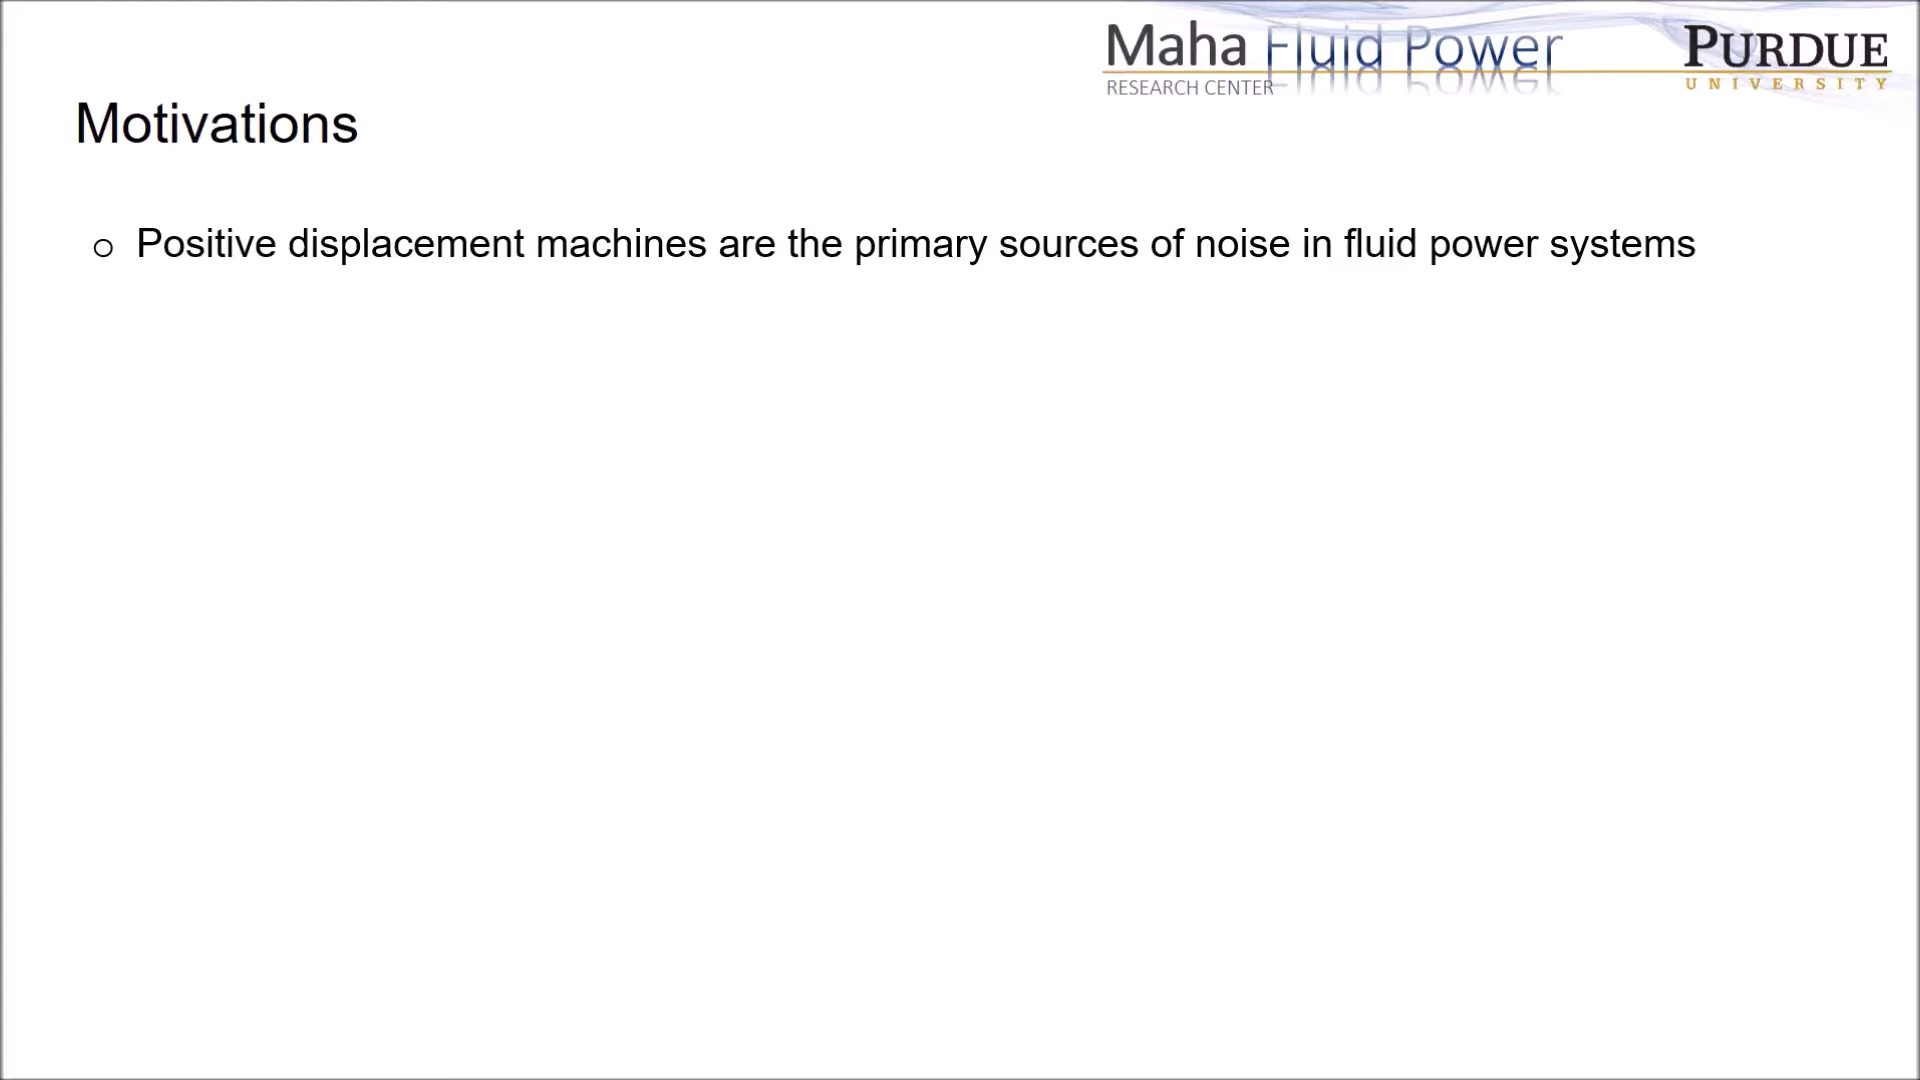 Maha Fluid Power
RESEARCH CENTER
PURDUE
UNIVERSITY
Motivations
o Positive displacement machines are the primary sources of noise in fluid power systems